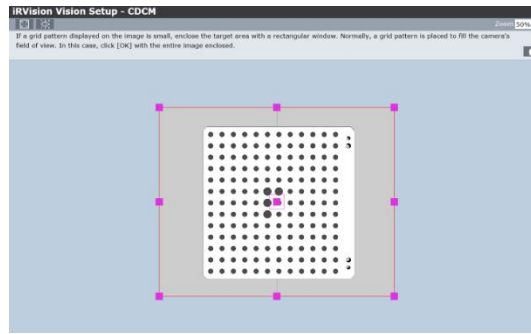 iRVision Vision Setup - CDCM
Zoom 50%
If a grid pattern displayed on the image is small, enclose the target area with a rectangular window. Normally, a grid pattern is placed to fill the camera's
field of view. In this case, click [OK] with the entire image enclosed.